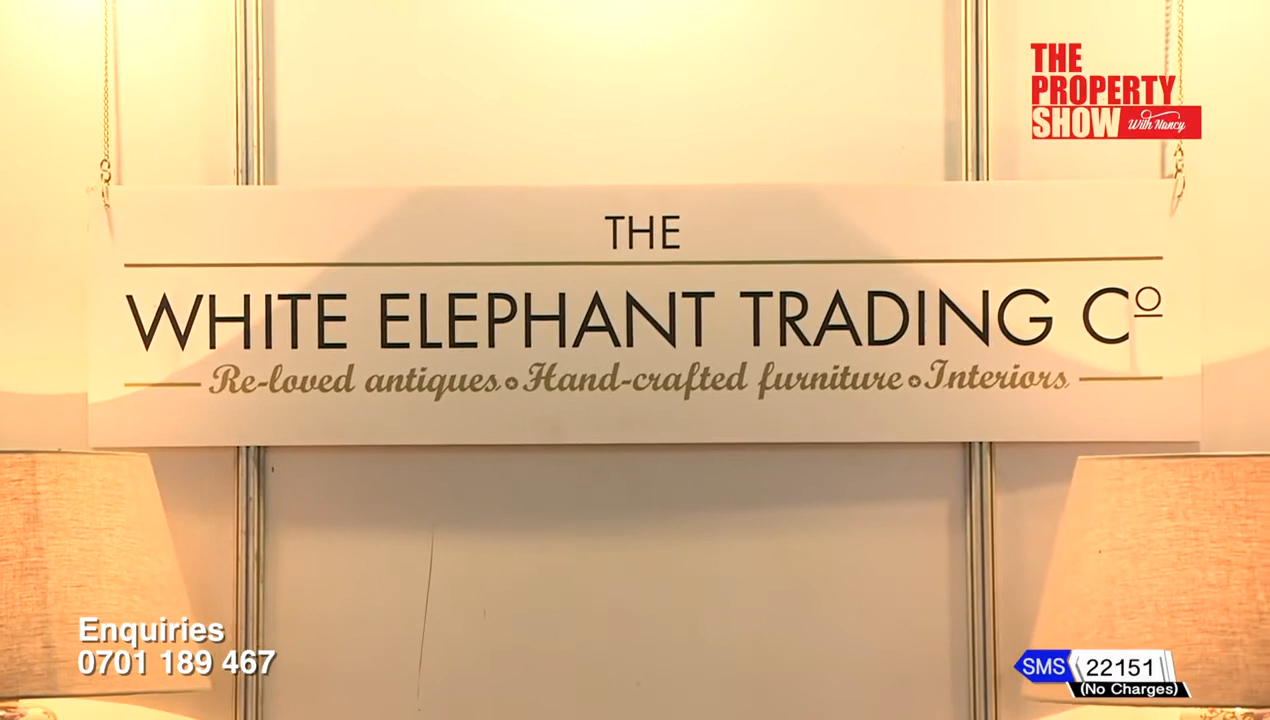 THE
PROPERTY
SHOW With Nancy
THE
WHITE ELEPHANT TRADING Cº
Re-loved antiques • Hand-crafted furniture • Interiors
Enquiries
0701 189 467
SMS 22151
(No Charges)